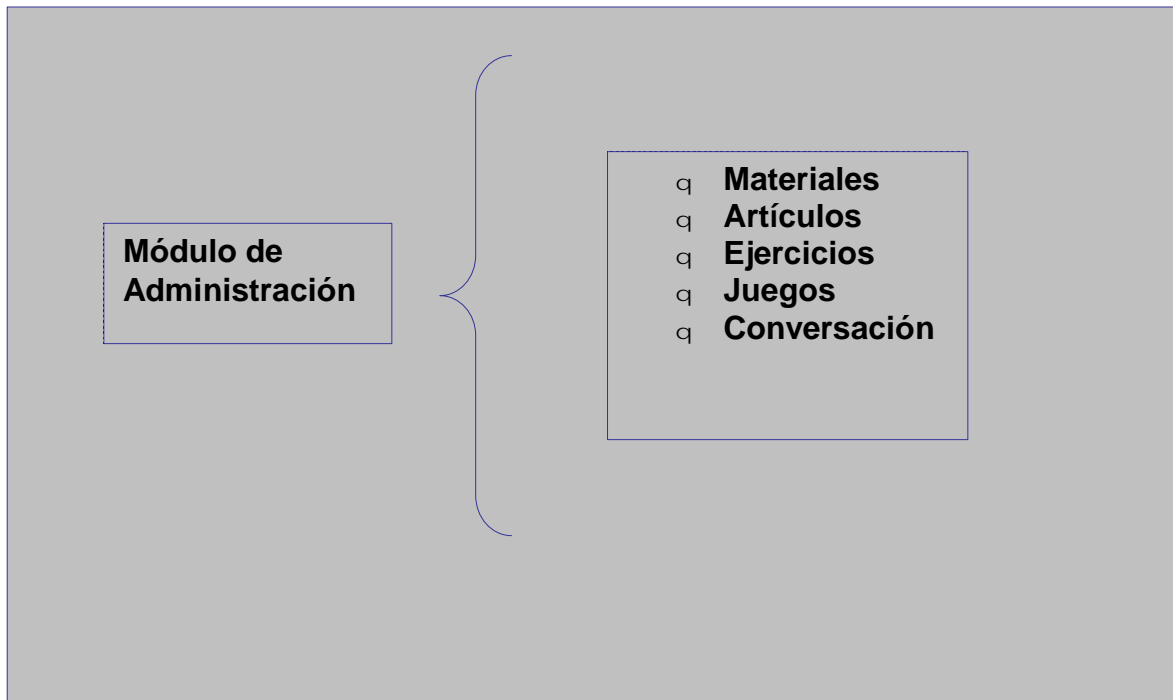 Módulo de
Administración
q Materiales
q Artículos
q Ejercicios
q Juegos
q Conversación